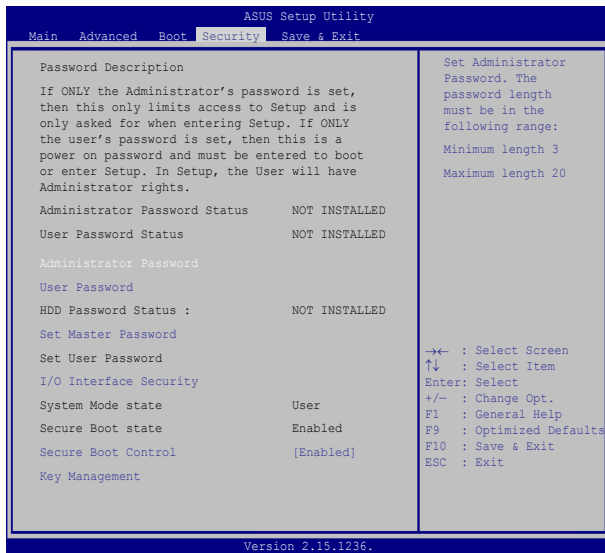 ASUS Setup Utility
Main Advanced Boot Security Save & Exit
Password Description
If ONLY the Administrator's password is set,
then this only limits access to Setup and is
only asked for when entering Setup. If ONLY
the user's password is set, then this is a
power on password and must be entered to boot
or enter Setup. In Setup, the User will have
Administrator rights.
Administrator Password Status NOT INSTALLED
User Password Status NOT INSTALLED
Administrator Password
User Password
HDD Password Status : NOT INSTALLED
Set Master Password
Set User Password
I/O Interface Security
System Mode state User
Secure Boot state Enabled
Secure Boot Control [Enabled]
Key Management
Set Administrator
Password. The
password length
must be in the
following range:
Minimum length 3
Maximum length 20
→← : Select Screen
↑↓ : Select Item
Enter: Select
+/— : Change Opt.
F1 : General Help
F9 : Optimized Defaults
F10 : Save & Exit
ESC : Exit
Version 2.15.1236.